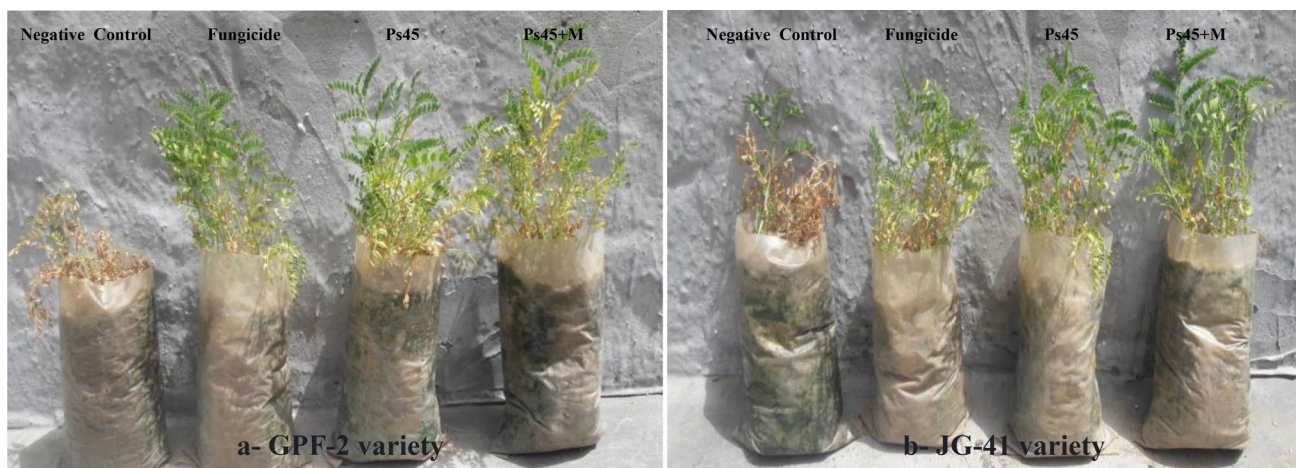 Negative Control Fungicide Ps45 Ps45+M
a- GPF-2 variety
Negative Control Fungicide Ps45 Ps45+M
b- JG-41 variety